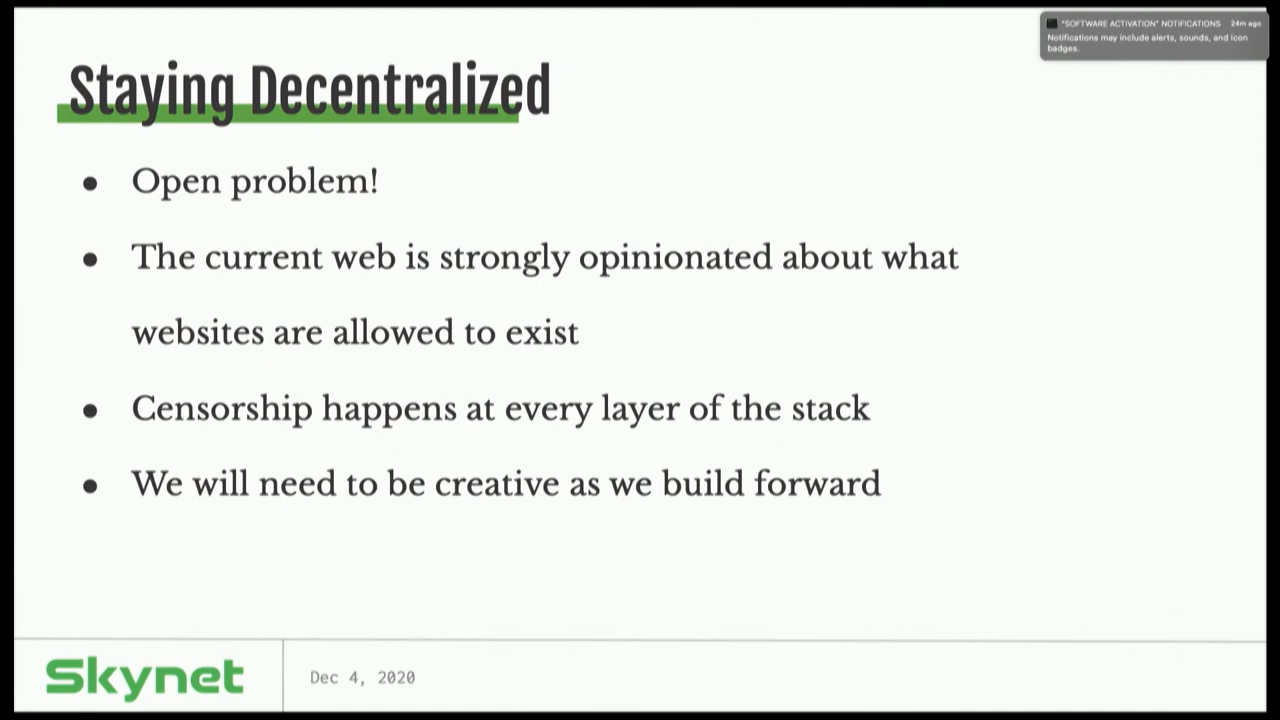 "SOFTWARE ACTIVATION" NOTIFICATIONS 24m ago
Notifications may include alerts, sounds, and icon
badges.
Staying Decentralized
● Open problem!
● The current web is strongly opinionated about what
websites are allowed to exist
● Censorship happens at every layer of the stack
● We will need to be creative as we build forward
Skynet
Dec 4, 2020